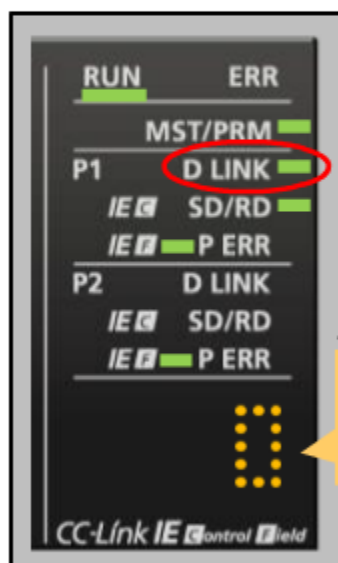 RUN ERR
MST/PRM
P1 D LINK
IE C SD/RD
IE F P ERR
P2 D LINK
IE C SD/RD
IE F P ERR
0
CC-Link IE Control Field